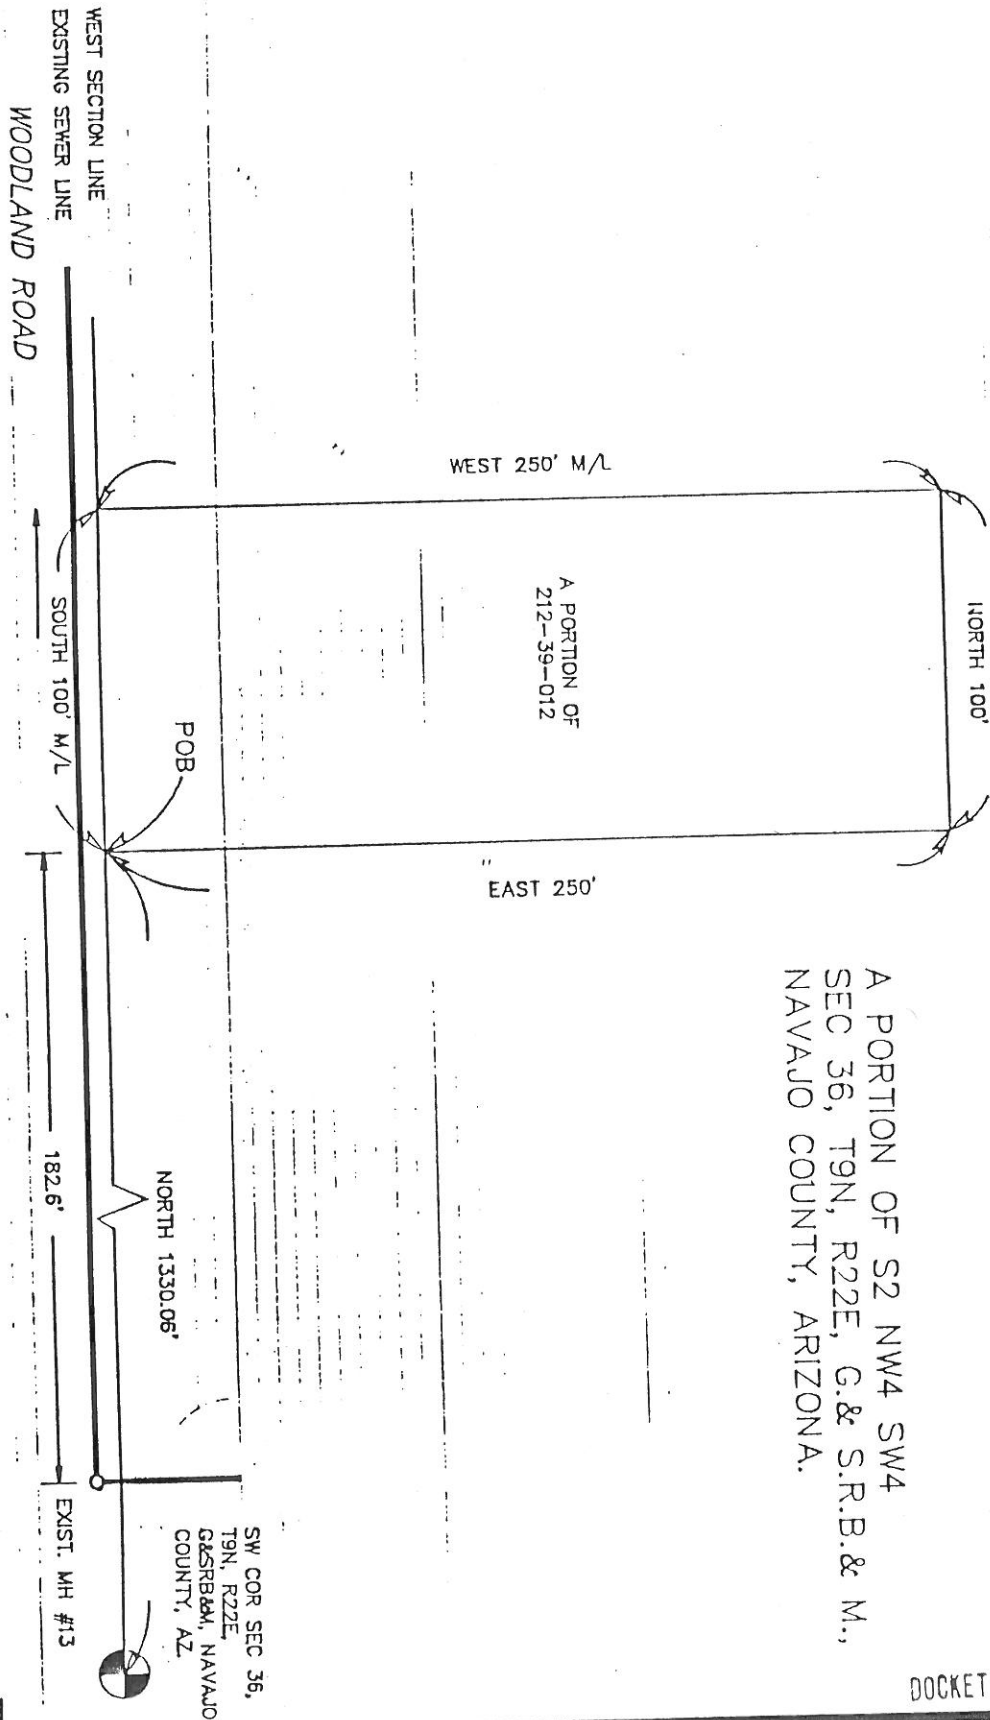 DOCKET
A PORTION OF S2 NW4 SW4
SEC 36, T9N, R22E, G.& S.R.B.& M.,
NAVAJO COUNTY, ARIZONA.
NORTH 100'
WEST 250' M/L
A PORTION OF
212-39-012
EAST 250'
POB
NORTH 1330.06'
SW COR SEC 36,
T9N, R22E,
G&SRB&M, NAVAJO
COUNTY, AZ.
WEST SECTION LINE
EXISTING SEWER LINE
SOUTH 100' M/L
182.6'
EXIST. MH #13
WOODLAND ROAD